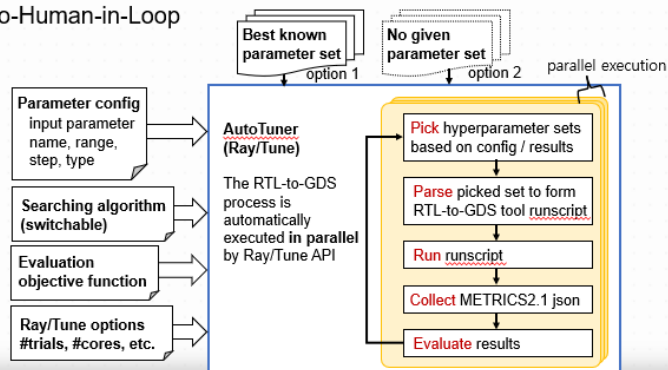 o-Human-in-Loop
Best known
parameter set
option 1
No given
parameter set
option 2
parallel execution
Parameter config
input parameter
name, range,
step, type
Searching algorithm
(switchable)
Evaluation
objective function
Ray/Tune options
#trials, #cores, etc.
AutoTuner
(Ray/Tune)
The RTL-to-GDS
process is
automatically
executed in parallel
by Ray/Tune API
Pick hyperparameter sets
based on config / results
Parse picked set to form
RTL-to-GDS tool runscript
Run runscript
Collect METRICS2.1 json
Evaluate results